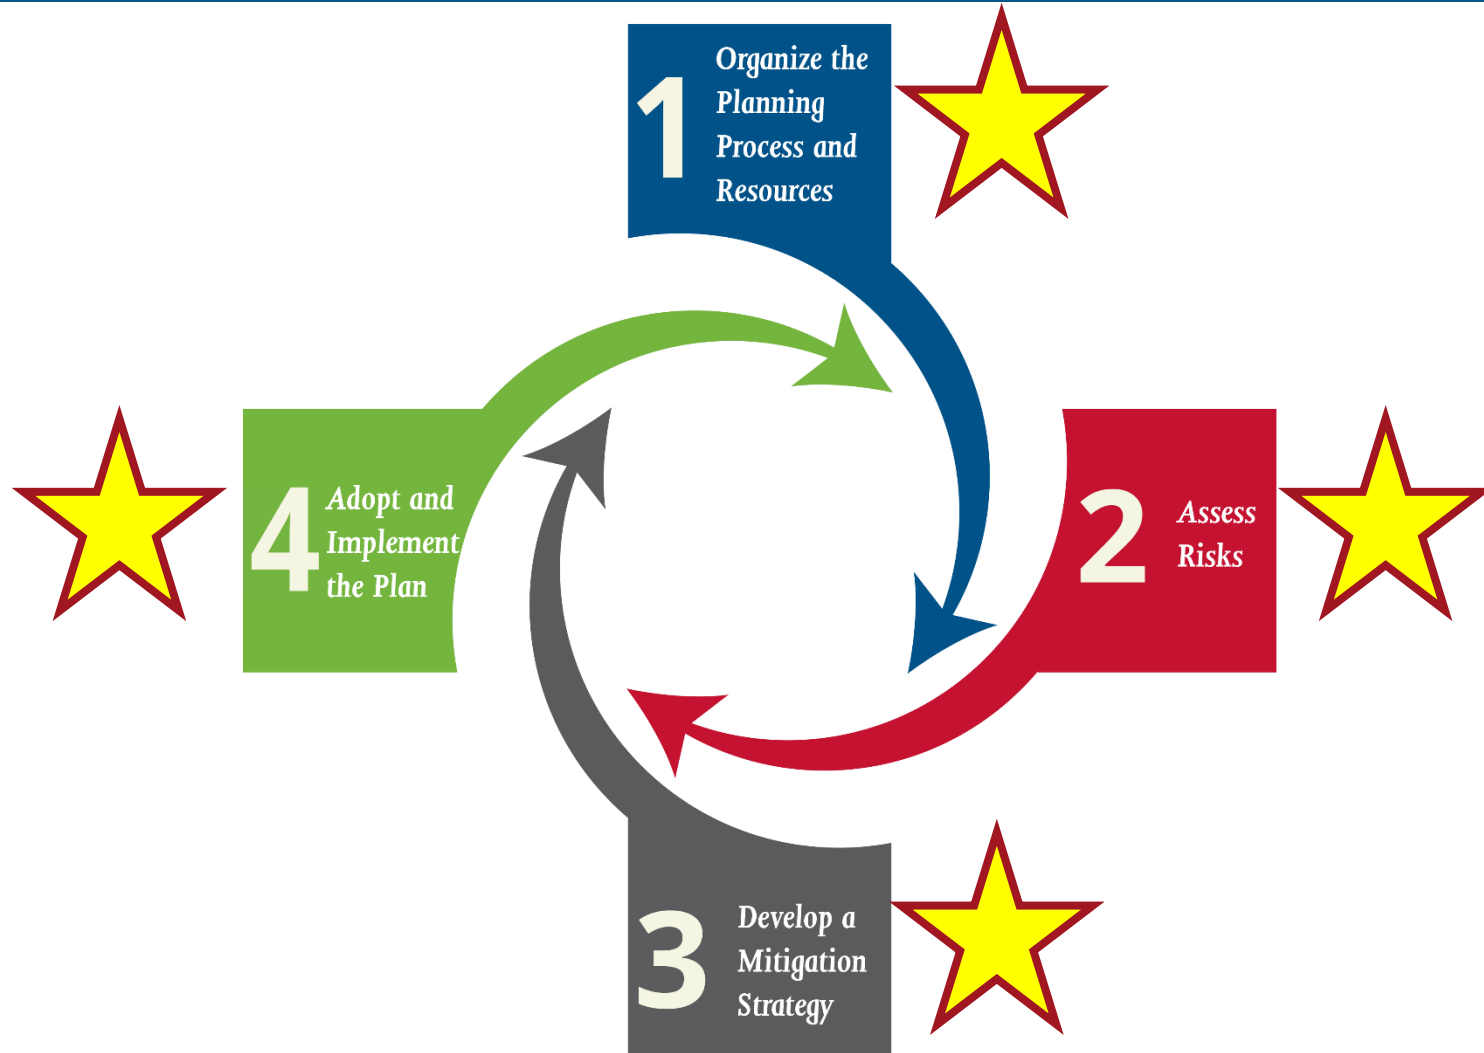 1
Organize the
Planning
Process and
Resources
2
Assess
Risks
3
Develop a
Mitigation
Strategy
4
Adopt and
Implement
the Plan